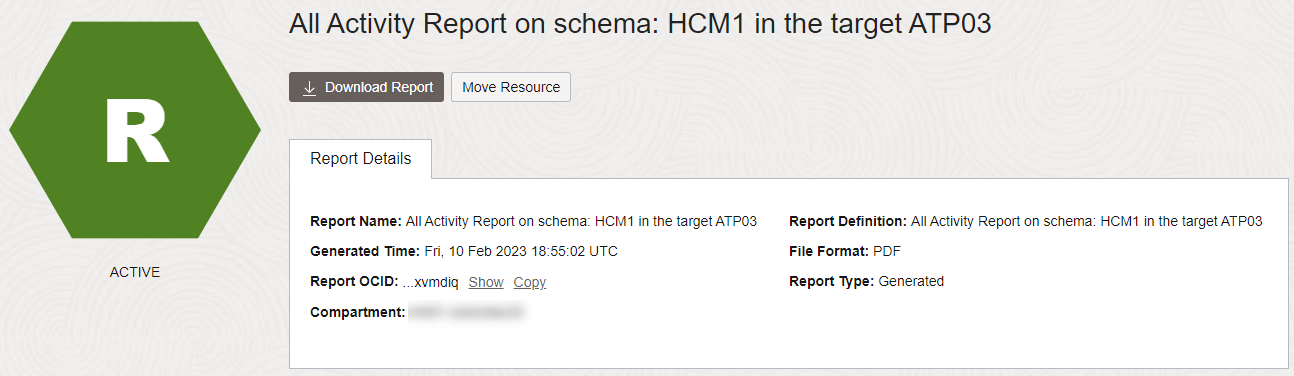 All Activity Report on schema: HCM1 in the target ATP03
R
Download Report
Move Resource
Report Details
Report Name: All Activity Report on schema: HCM1 in the target ATP03
Generated Time: Fri, 10 Feb 2023 18:55:02 UTC
Report OCID: ...xvmdiq Show Copy
Compartment:
Report Definition: All Activity Report on schema: HCM1 in the target ATP03
File Format: PDF
Report Type: Generated
ACTIVE